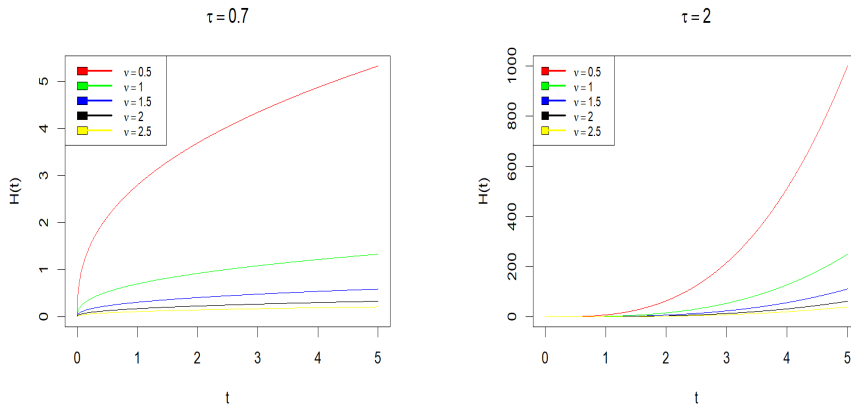 τ = 0.7
ν = 0.5
ν = 1
ν = 1.5
ν = 2
ν = 2.5
H(t)
5
4
3
2
1
0
0 1 2 3 4 5
t
τ = 2
ν = 0.5
ν = 1
ν = 1.5
ν = 2
ν = 2.5
H(t)
1000
800
600
400
200
0
0 1 2 3 4 5
t